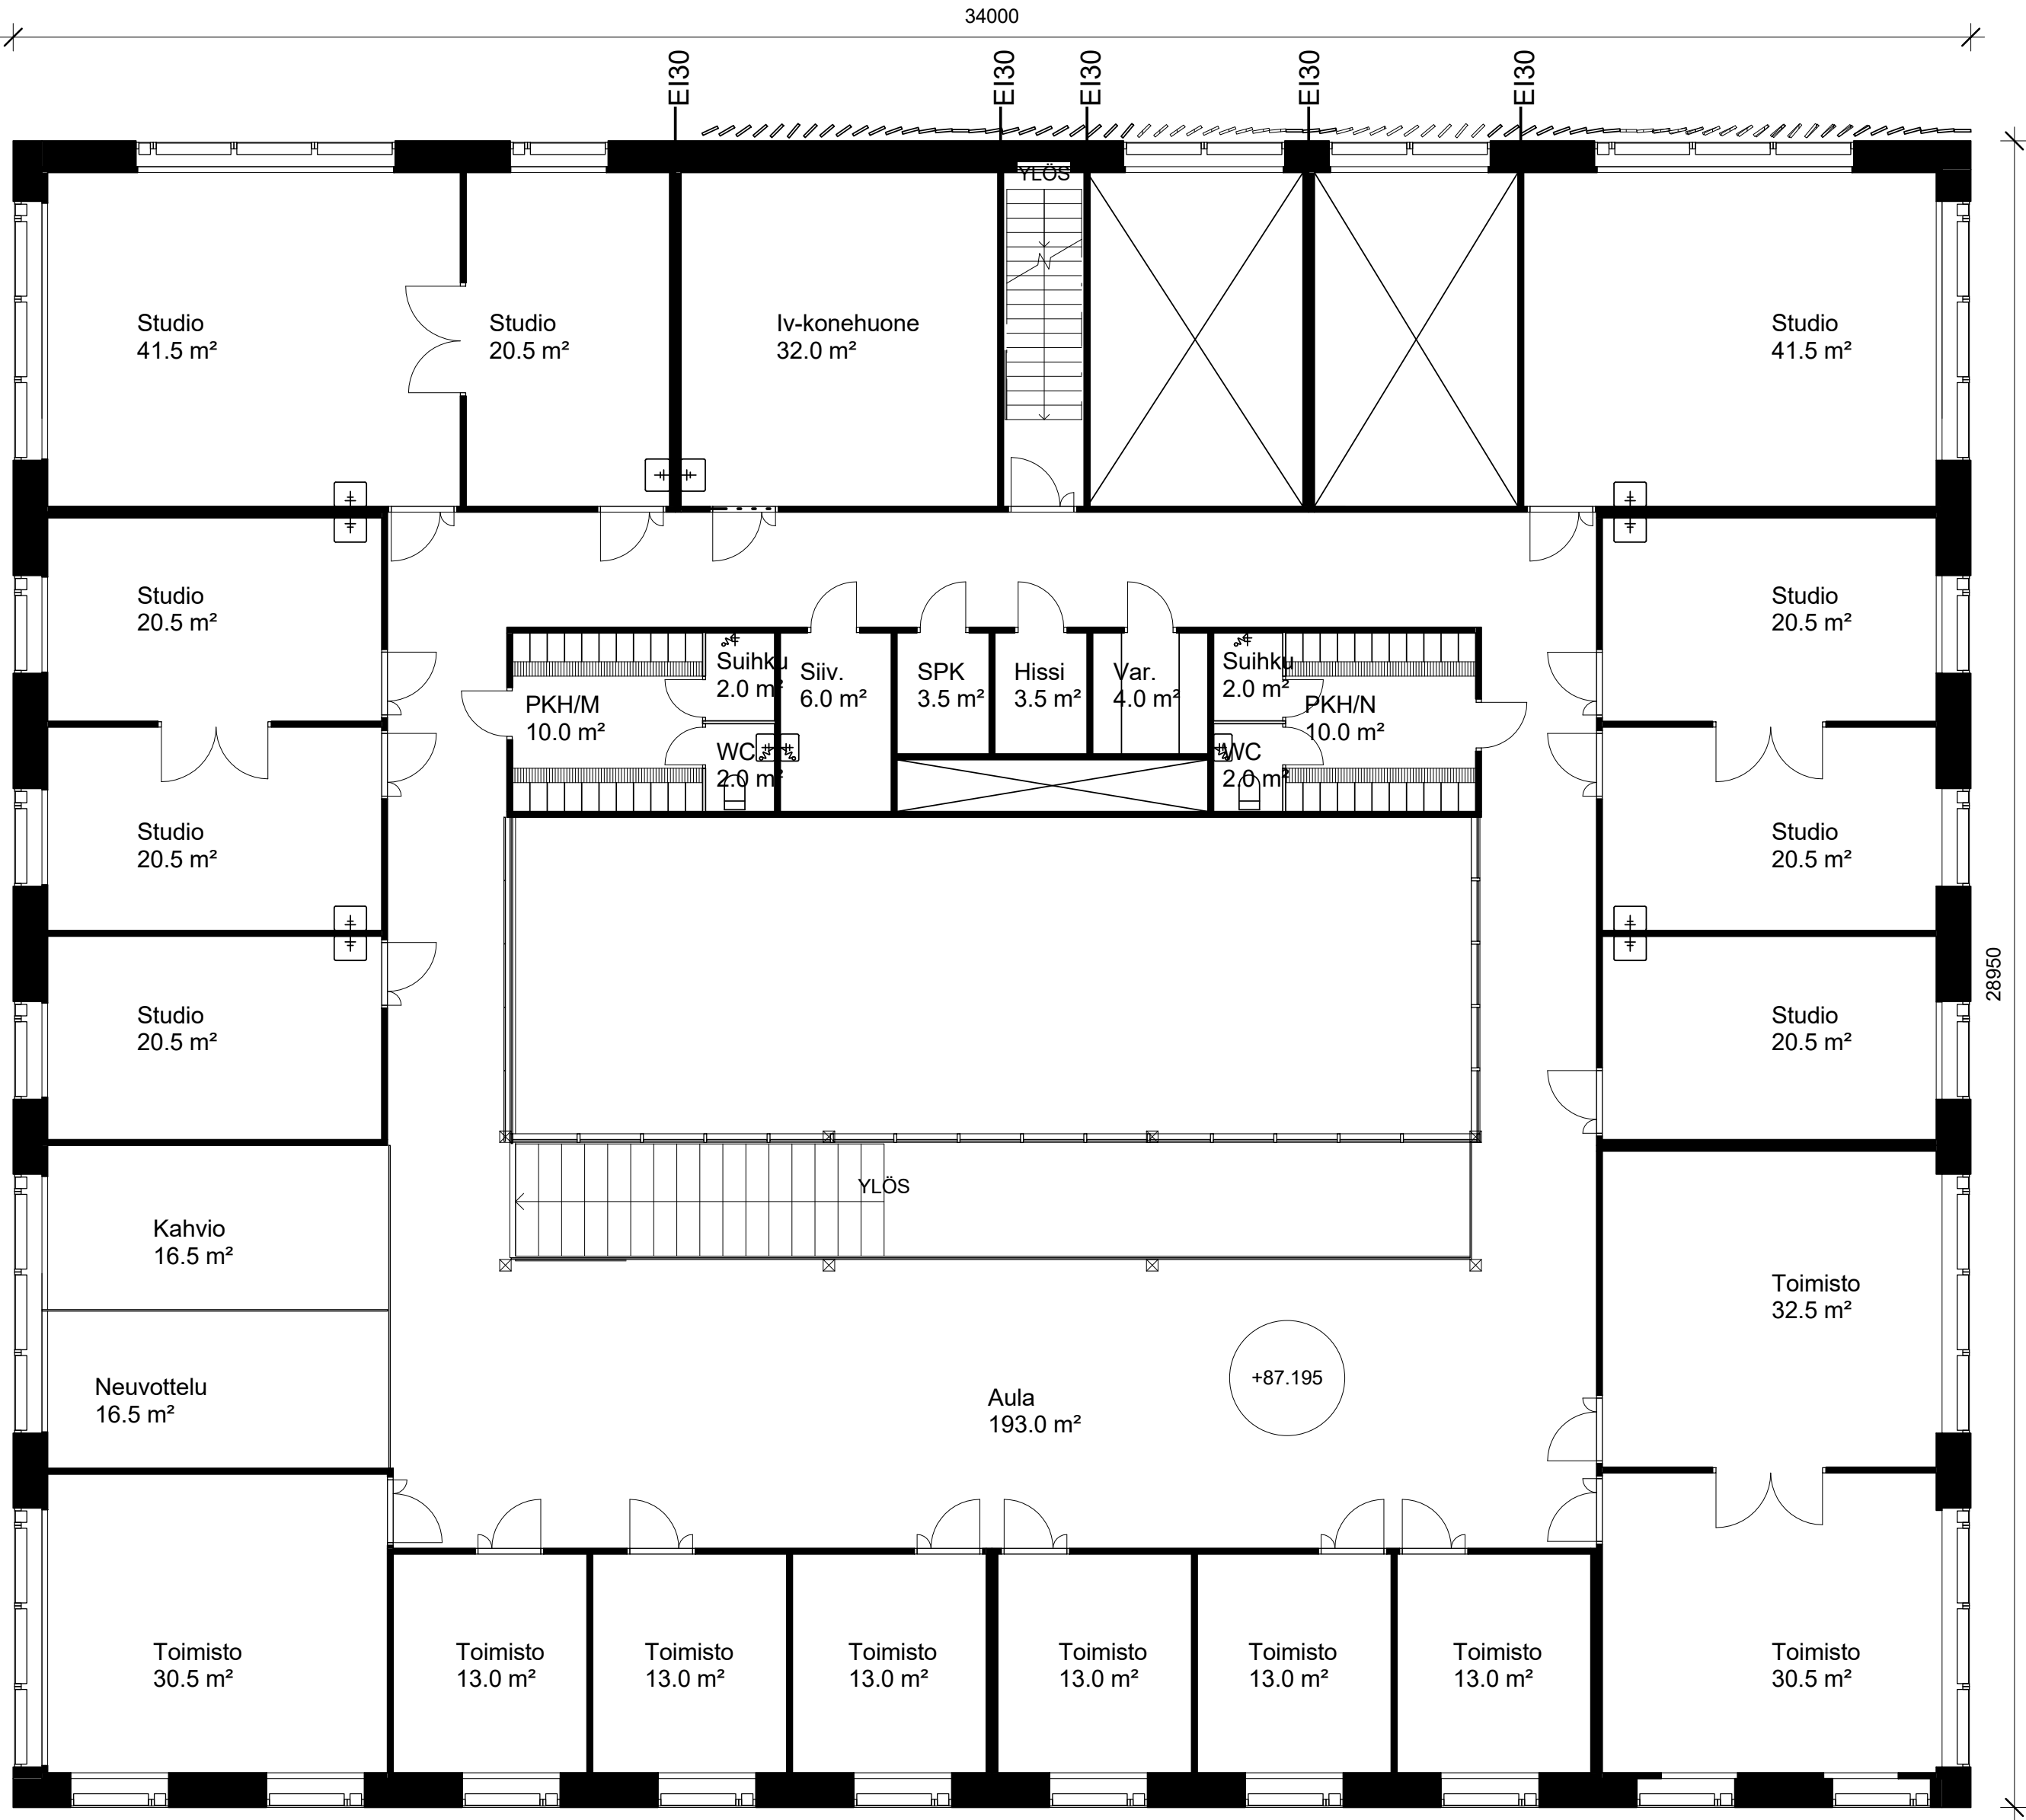 34000
EI30
EI30
EI30
EI30
EI30
YLÖS
Studio
41.5 m²
Studio
20.5 m²
Iv-konehuone
32.0 m²
Studio
41.5 m²
Studio
20.5 m²
Studio
20.5 m²
Suihku
2.0 m²
Siiv.
6.0 m²
SPK
3.5 m²
Hissi
3.5 m²
Var.
4.0 m²
Suihku
2.0 m²
PKH/M
10.0 m²
PKH/N
10.0 m²
WC
2.0 m²
WC
2.0 m²
Studio
20.5 m²
Studio
20.5 m²
28950
Studio
20.5 m²
Studio
20.5 m²
YLÖS
Kahvio
16.5 m²
Toimisto
32.5 m²
Neuvottelu
16.5 m²
Aula
193.0 m²
+87.195
Toimisto
30.5 m²
Toimisto
13.0 m²
Toimisto
13.0 m²
Toimisto
13.0 m²
Toimisto
13.0 m²
Toimisto
13.0 m²
Toimisto
13.0 m²
Toimisto
30.5 m²